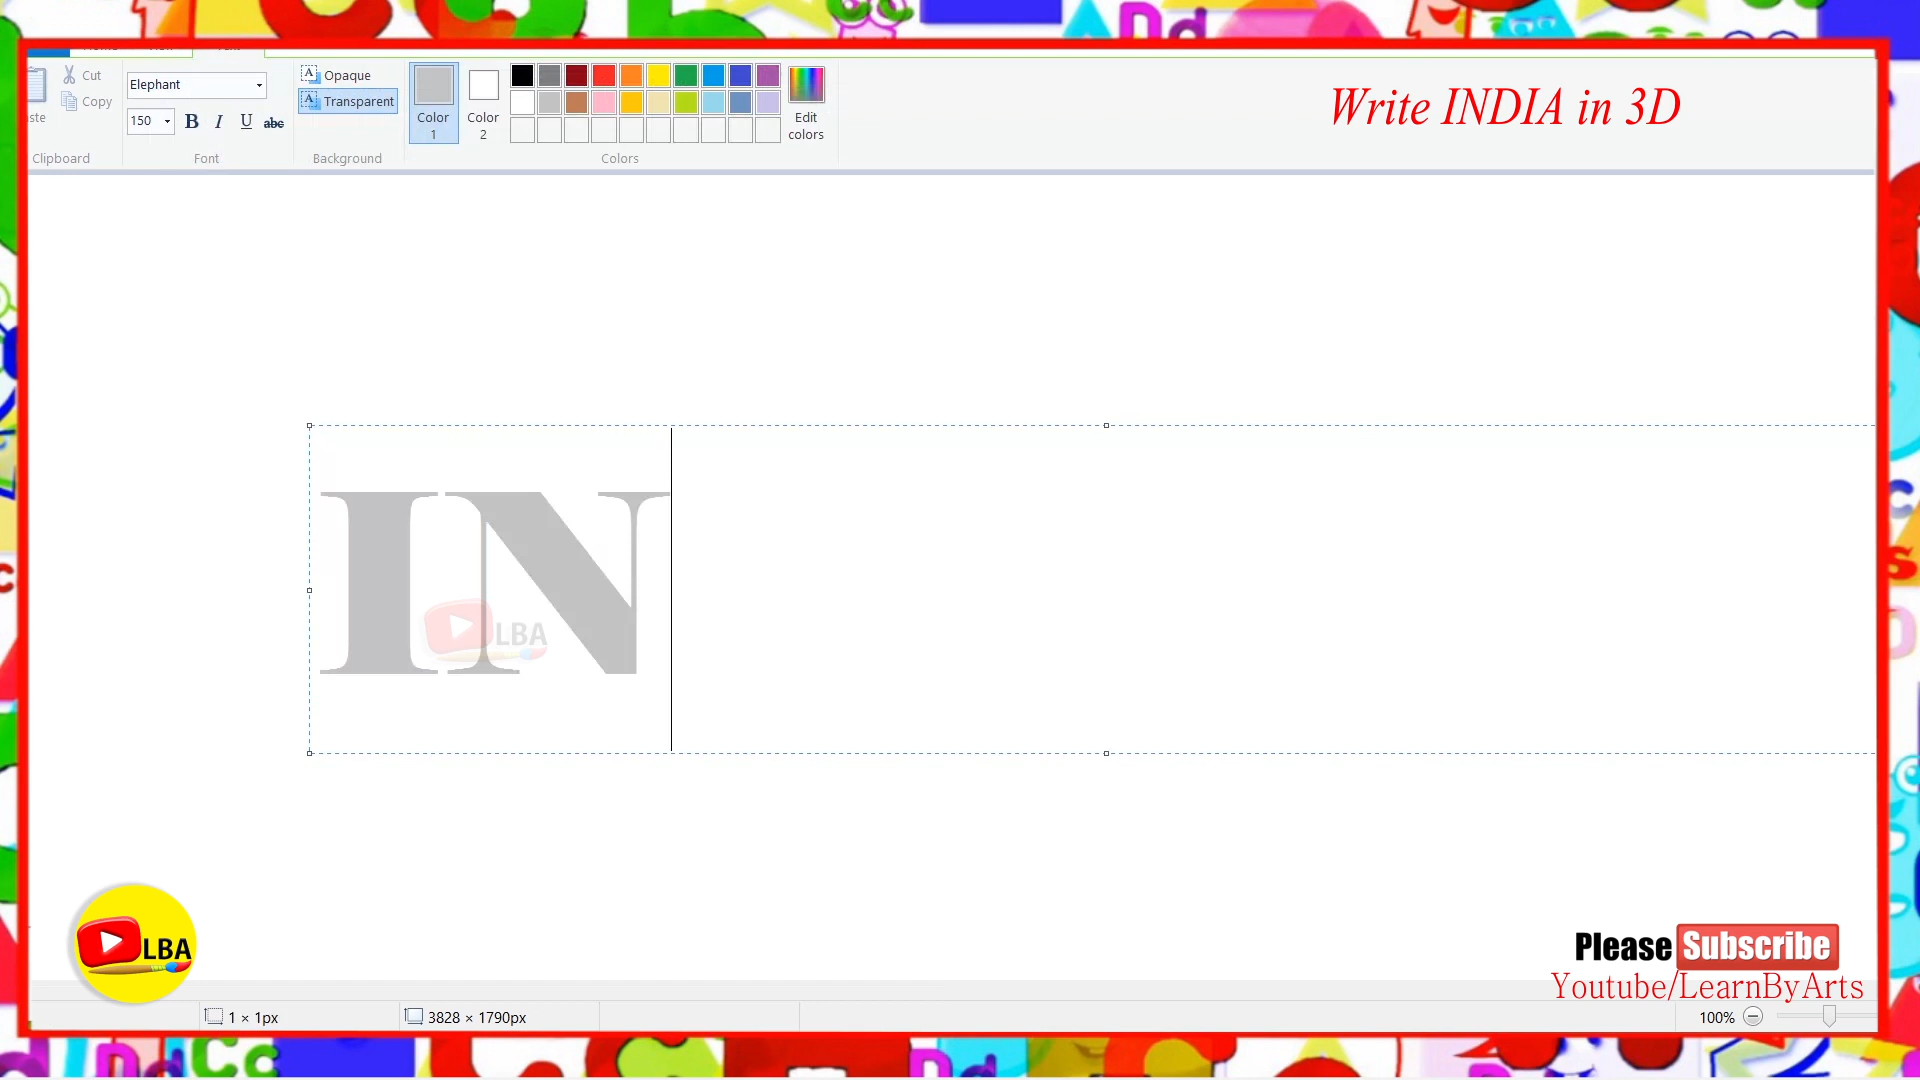 Cut
Copy
ste
Clipboard
Elephant
150
B I U abc
Font
Opaque
Transparent
Background
Color
1
Color
2
Edit
colors
Colors
Write INDIA in 3D
IN
LBA
LBA
Please Subscribe
Youtube/LearnByArts
1 × 1px
3828 × 1790px
100%